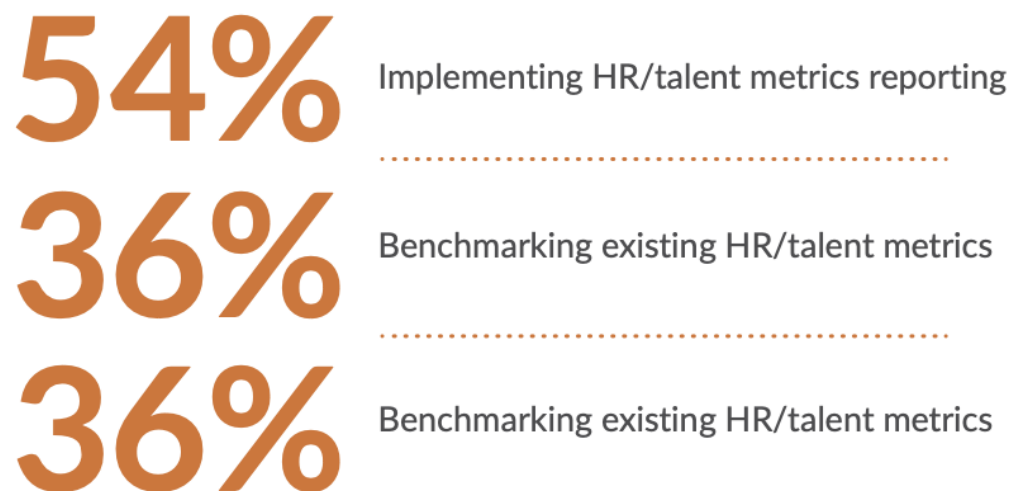 54% Implementing HR/talent metrics reporting
36% Benchmarking existing HR/talent metrics
36% Benchmarking existing HR/talent metrics